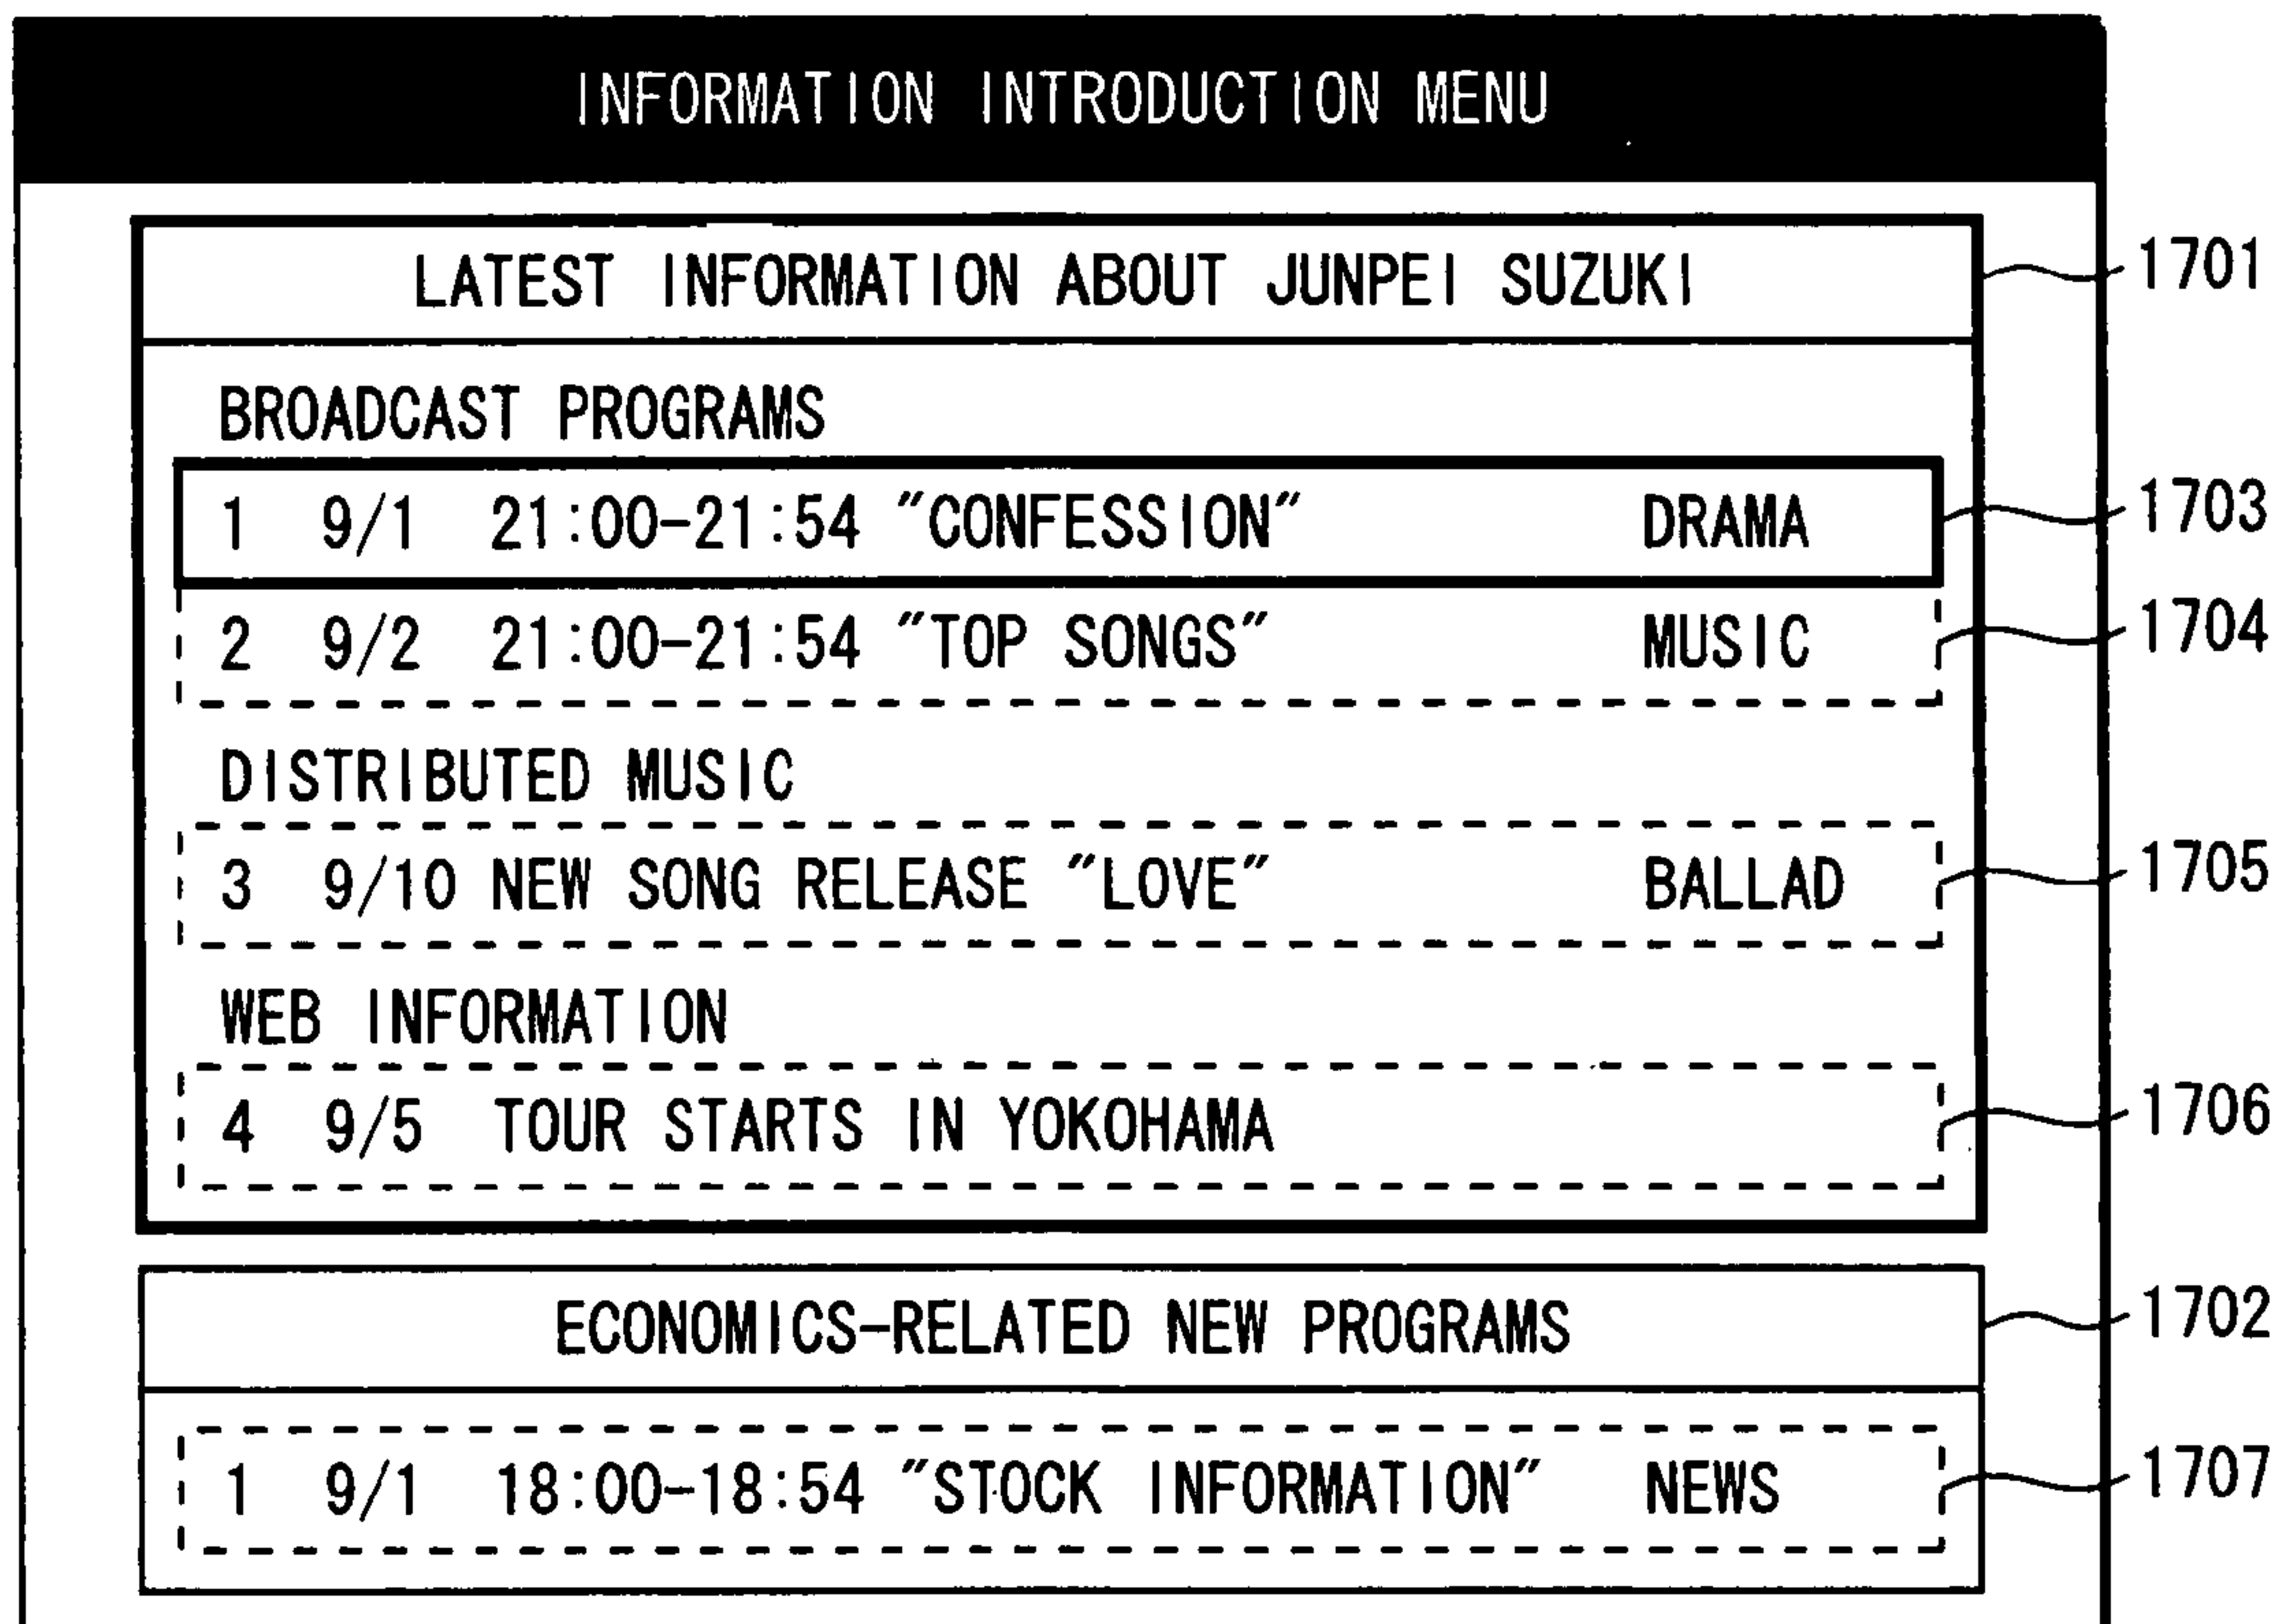 INFORMATION INTRODUCTION MENU
LATEST INFORMATION ABOUT JUNPEI SUZUKI 1701
BROADCAST PROGRAMS
1 9/1 21:00-21:54 "CONFESSION" DRAMA 1703
2 9/2 21:00-21:54 "TOP SONGS" MUSIC 1704
DISTRIBUTED MUSIC
3 9/10 NEW SONG RELEASE "LOVE" BALLAD 1705
WEB INFORMATION
4 9/5 TOUR STARTS IN YOKOHAMA 1706
ECONOMICS-RELATED NEW PROGRAMS 1702
1 9/1 18:00-18:54 "STOCK INFORMATION" NEWS 1707